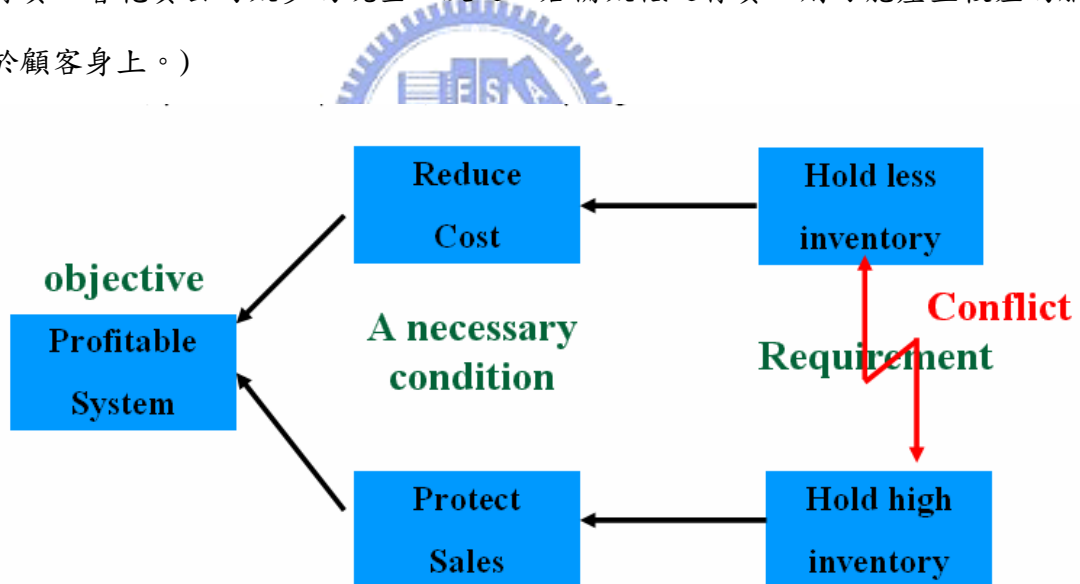 於顧客身上。)
ESA
Reduce
Cost
Hold less
inventory
objective
Profitable
System
A necessary
condition
Conflict
Requirement
Protect
Sales
Hold high
inventory